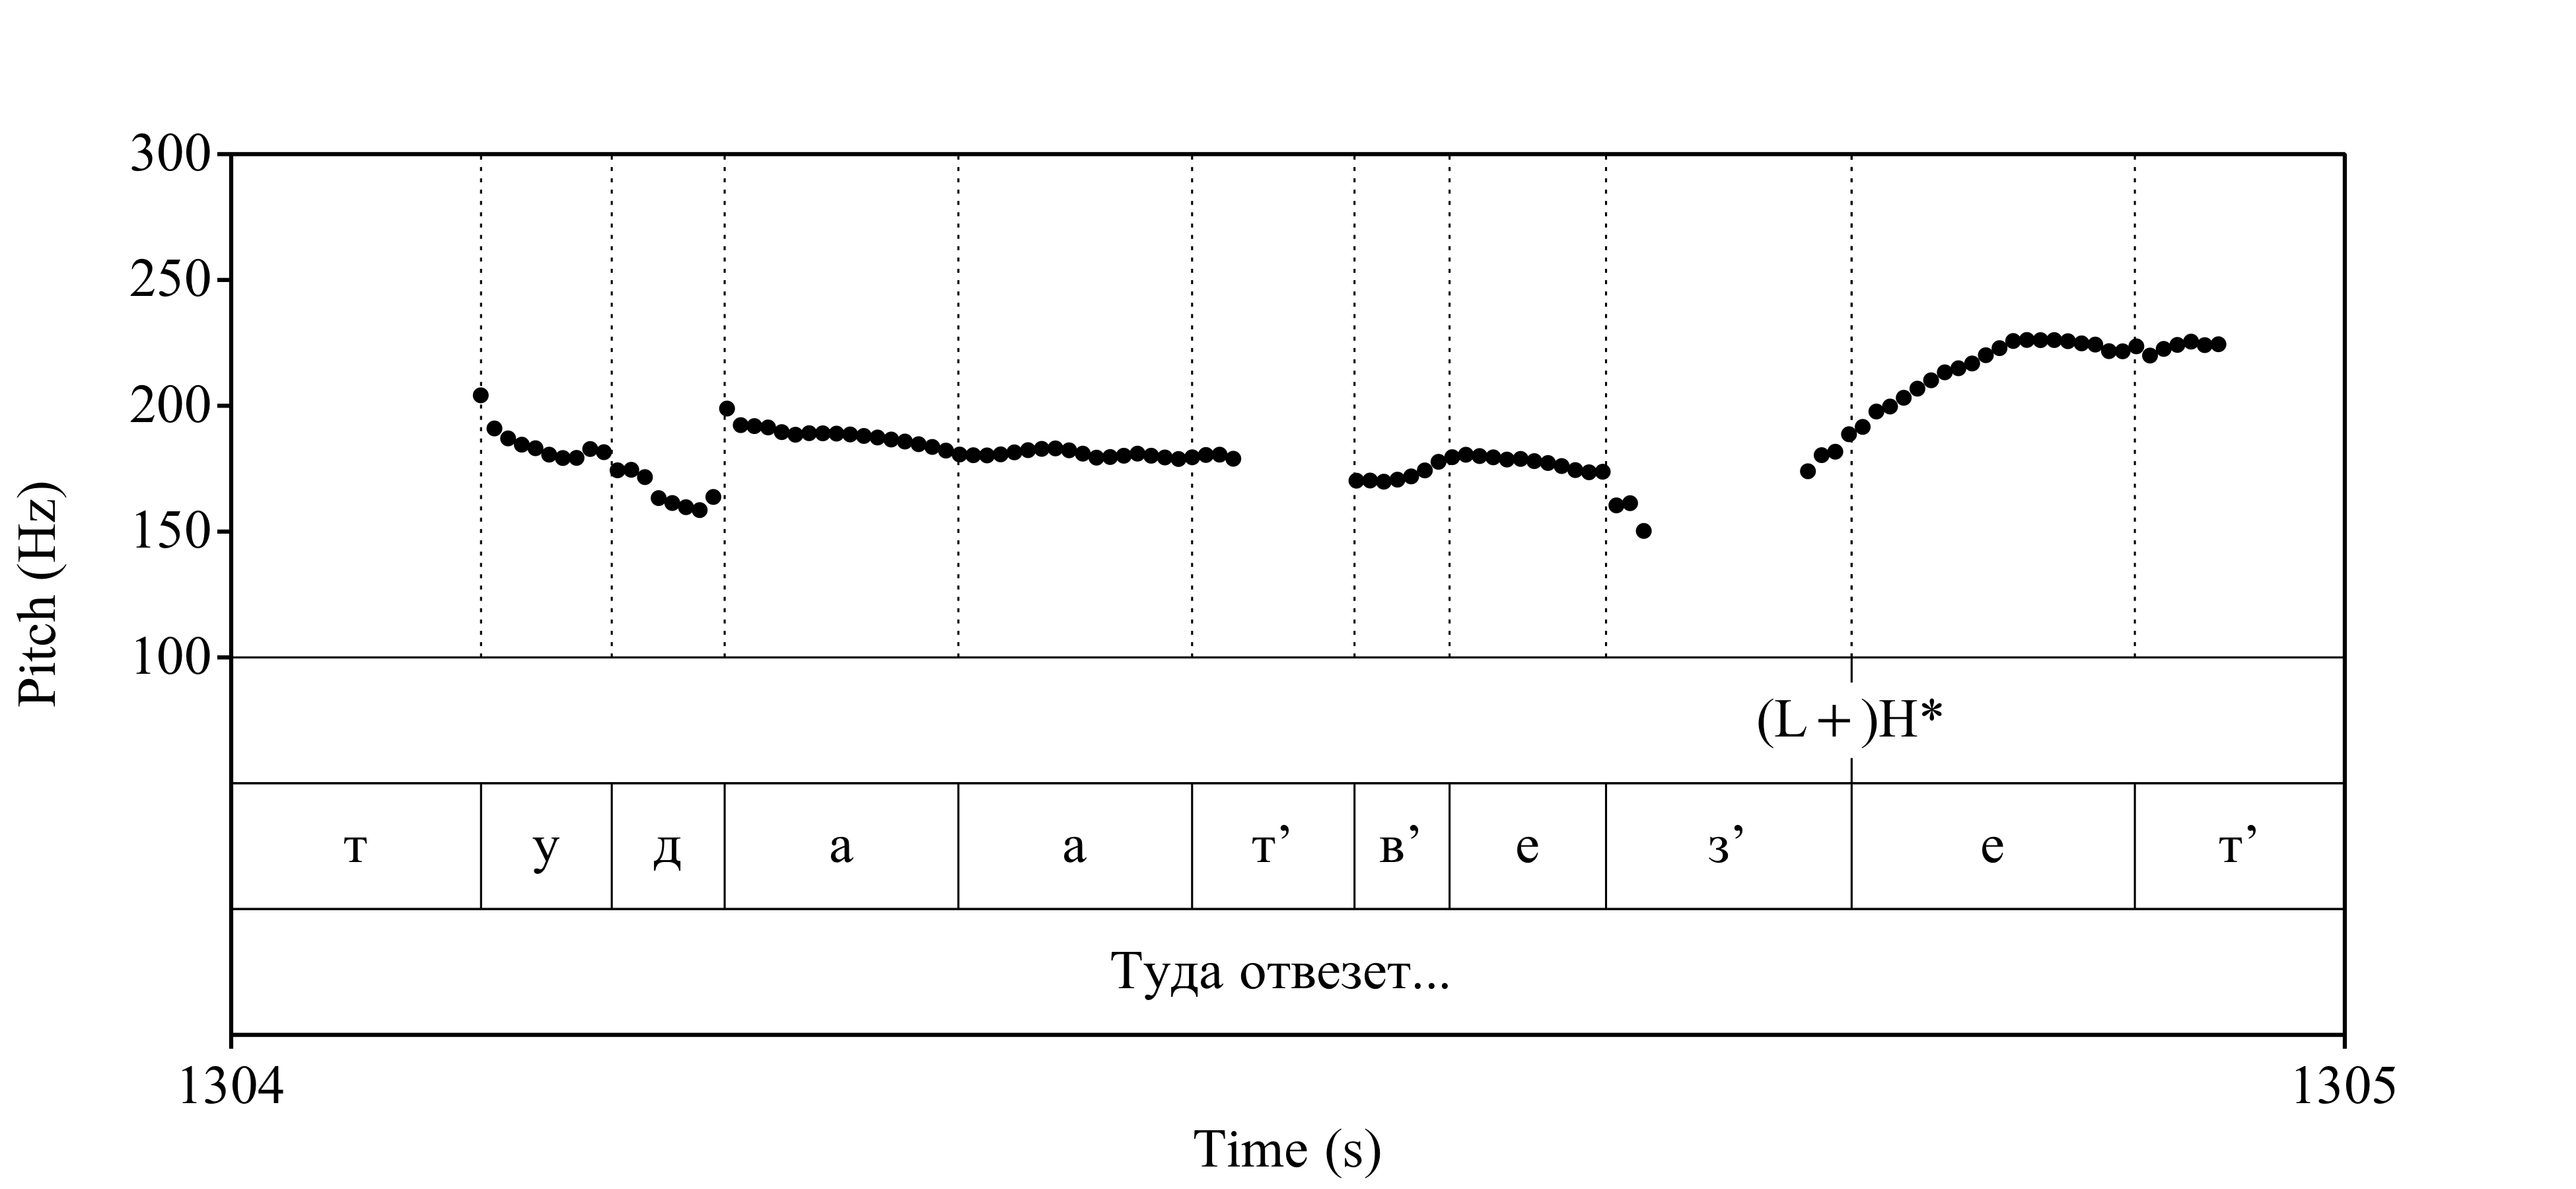 300
250
200
150
100
Pitch (Hz)
(L+)H*
т у д а а т’ в’ е з’ е т’
Туда отвезет...
1304 1305
Time (s)